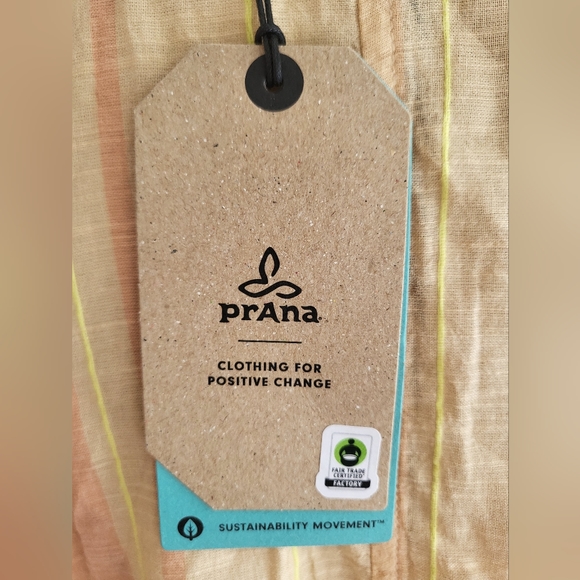 prAna
CLOTHING FOR
POSITIVE CHANGE
FAIR TRADE
CERTIFIED
FACTORY
SUSTAINABILITY MOVEMENT™